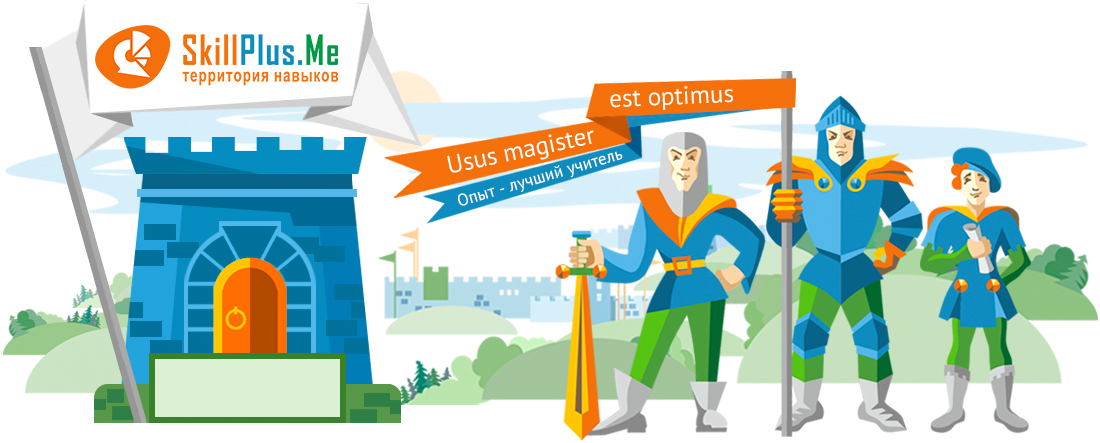 SkillPlus.Me
территория навыков
Usus magister
est optimus
Опыт - лучший учитель